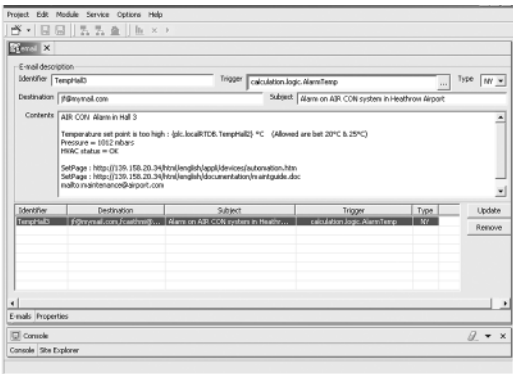 Project Edit Module Service Options Help
email
E-mail description
Identifier TempHall3 Trigger calculation.logic.AlarmTemp ... Type NY
Destination jf@mymail.com Subject Alarm on AIR CON system in Heathrow Airport
Contents AIR CON Alarm in Hall 3
Temperature set point is too high : {plc.localRTDB.TempHall2} °C (Allowed are bet 20°C & 25°C)
Pressure = 1012 mbars
HVAC status = OK
SetPage : http://139.158.20.34/html/english/appli/devices/automation.htm
SetPage : http://139.158.20.34/html/english/documentation/maintguide.doc
mailto:maintenance@airport.com
Identifier Destination Subject Trigger Type Update
TempHall3 jf@mymail.com, Alarm on AIR CON system in Heathr... calculation.logic.AlarmTemp NY
Remove
E-mails Properties
Console
Console Site Explorer